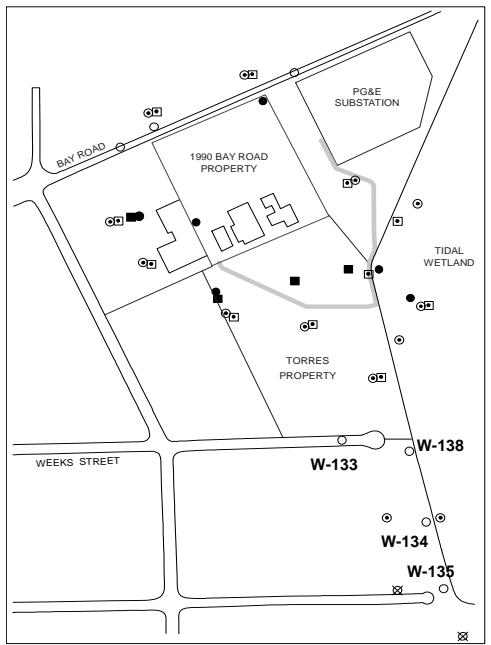 PG&E
SUBSTATION
BAY ROAD
1990 BAY ROAD
PROPERTY
TIDAL
WETLAND
TORRES
PROPERTY
W-138
WEEKS STREET
W-133
W-134
W-135